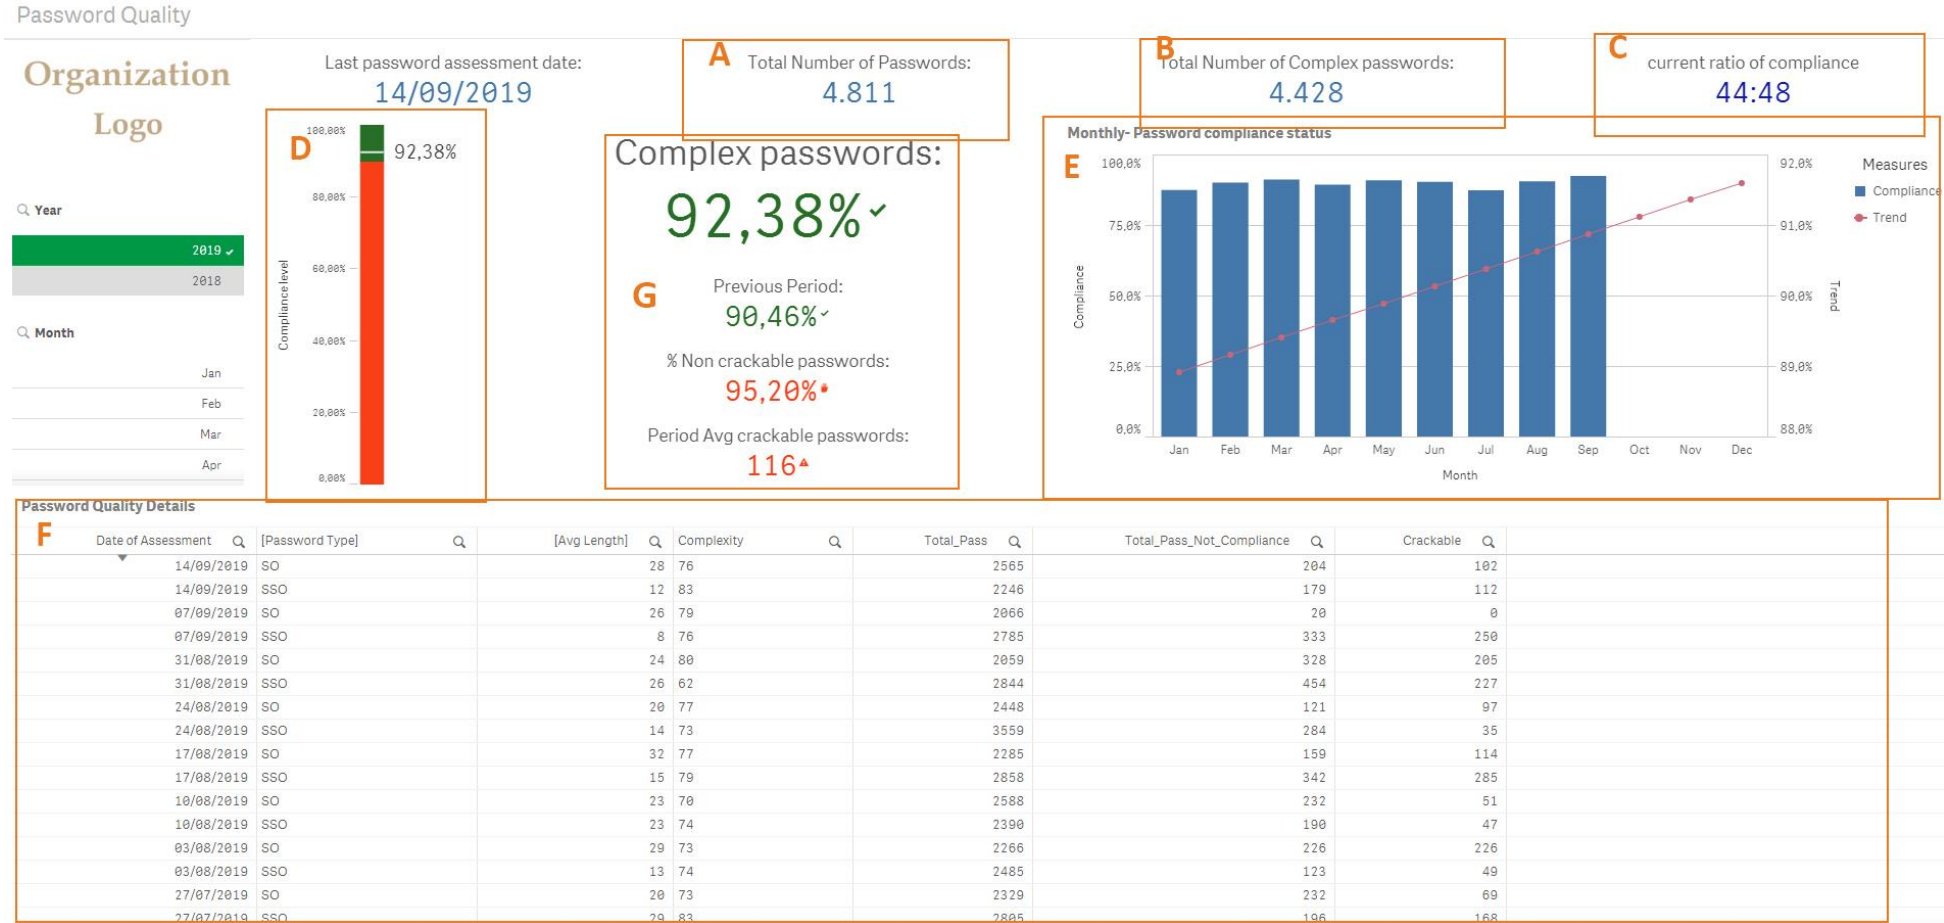 Password Quality
Organization
Logo
Last password assessment date:
14/09/2019
A Total Number of Passwords:
4.811
B Total Number of Complex passwords:
4.428
C current ratio of compliance
44:48
Year
2019
2018
Month
Jan
Feb
Mar
Apr
D
100,00%
80,00%
60,00%
40,00%
20,00%
0,00%
Compliance level
92,38%
Complex passwords:
92,38%
G
Previous Period:
90,46%
% Non crackable passwords:
95,20%
Period Avg crackable passwords:
116
Monthly- Password compliance status
E
100,0%
75,0%
50,0%
25,0%
0,0%
Compliance
92,0%
91,0%
90,0%
89,0%
88,0%
Trend
Jan Feb Mar Apr May Jun Jul Aug Sep Oct Nov Dec
Month
Measures
Compliance
Trend
Password Quality Details
F
Date of Assessment [Password Type] [Avg Length] Complexity Total_Pass Total_Pass_Not_Compliance Crackable
14/09/2019 SO 28 76 2565 204 102
14/09/2019 SSO 12 83 2246 179 112
07/09/2019 SO 26 79 2066 20 0
07/09/2019 SSO 8 76 2785 333 250
31/08/2019 SO 24 80 2059 328 205
31/08/2019 SSO 26 62 2844 454 227
24/08/2019 SO 20 77 2448 121 97
24/08/2019 SSO 14 73 3559 284 35
17/08/2019 SO 32 77 2285 159 114
17/08/2019 SSO 15 79 2858 342 285
10/08/2019 SO 23 70 2588 232 51
10/08/2019 SSO 23 74 2390 190 47
03/08/2019 SO 29 73 2266 226 226
03/08/2019 SSO 13 74 2485 123 49
27/07/2019 SO 20 73 2329 232 69
27/07/2019 SSO 29 83 2805 196 168